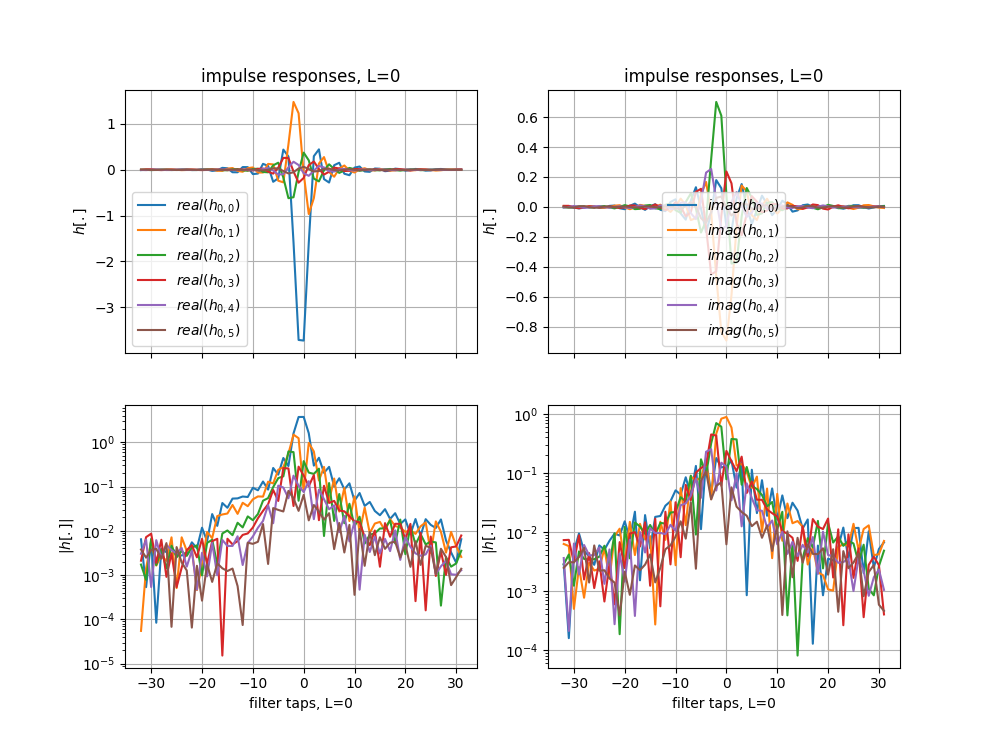 impulse responses, L=0
impulse responses, L=0
h[.]
1
0
−1
−2
−3
real(h0,0)
real(h0,1)
real(h0,2)
real(h0,3)
real(h0,4)
real(h0,5)
h[.]
0.6
0.4
0.2
0.0
−0.2
−0.4
−0.6
−0.8
imag(h0,0)
imag(h0,1)
imag(h0,2)
imag(h0,3)
imag(h0,4)
imag(h0,5)
|h[.]|
10^0
10^−1
10^−2
10^−3
10^−4
10^−5
−30 −20 −10 0 10 20 30
filter taps, L=0
|h[.]|
10^0
10^−1
10^−2
10^−3
10^−4
−30 −20 −10 0 10 20 30
filter taps, L=0